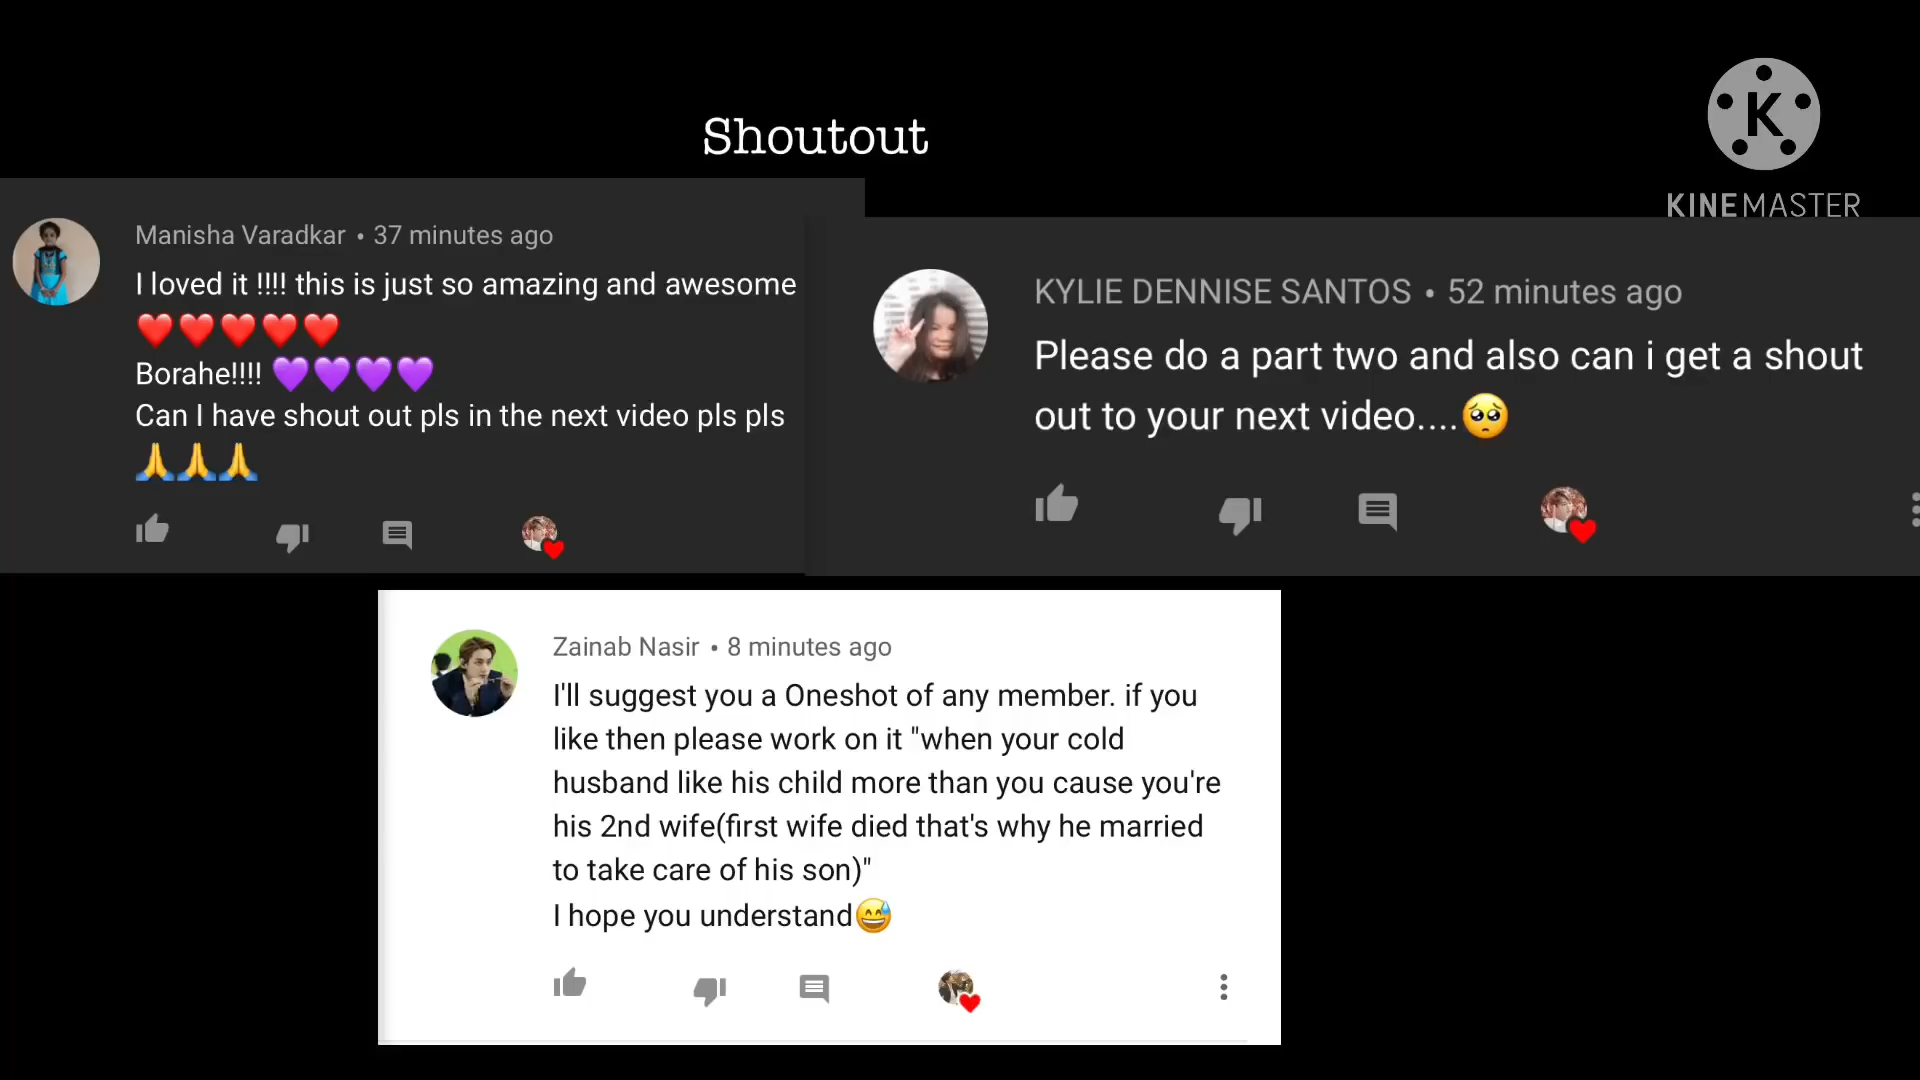 Shoutout
K
KINEMASTER
Manisha Varadkar • 37 minutes ago
I loved it !!!! this is just so amazing and awesome
❤️❤️❤️❤️❤️
Borahe!!!! 💜💜💜💜
Can I have shout out pls in the next video pls pls
🙏🙏🙏
KYLIE DENNISE SANTOS • 52 minutes ago
Please do a part two and also can i get a shout
out to your next video....🥺
Zainab Nasir • 8 minutes ago
I'll suggest you a Oneshot of any member. if you
like then please work on it "when your cold
husband like his child more than you cause you're
his 2nd wife(first wife died that's why he married
to take care of his son)"
I hope you understand😅